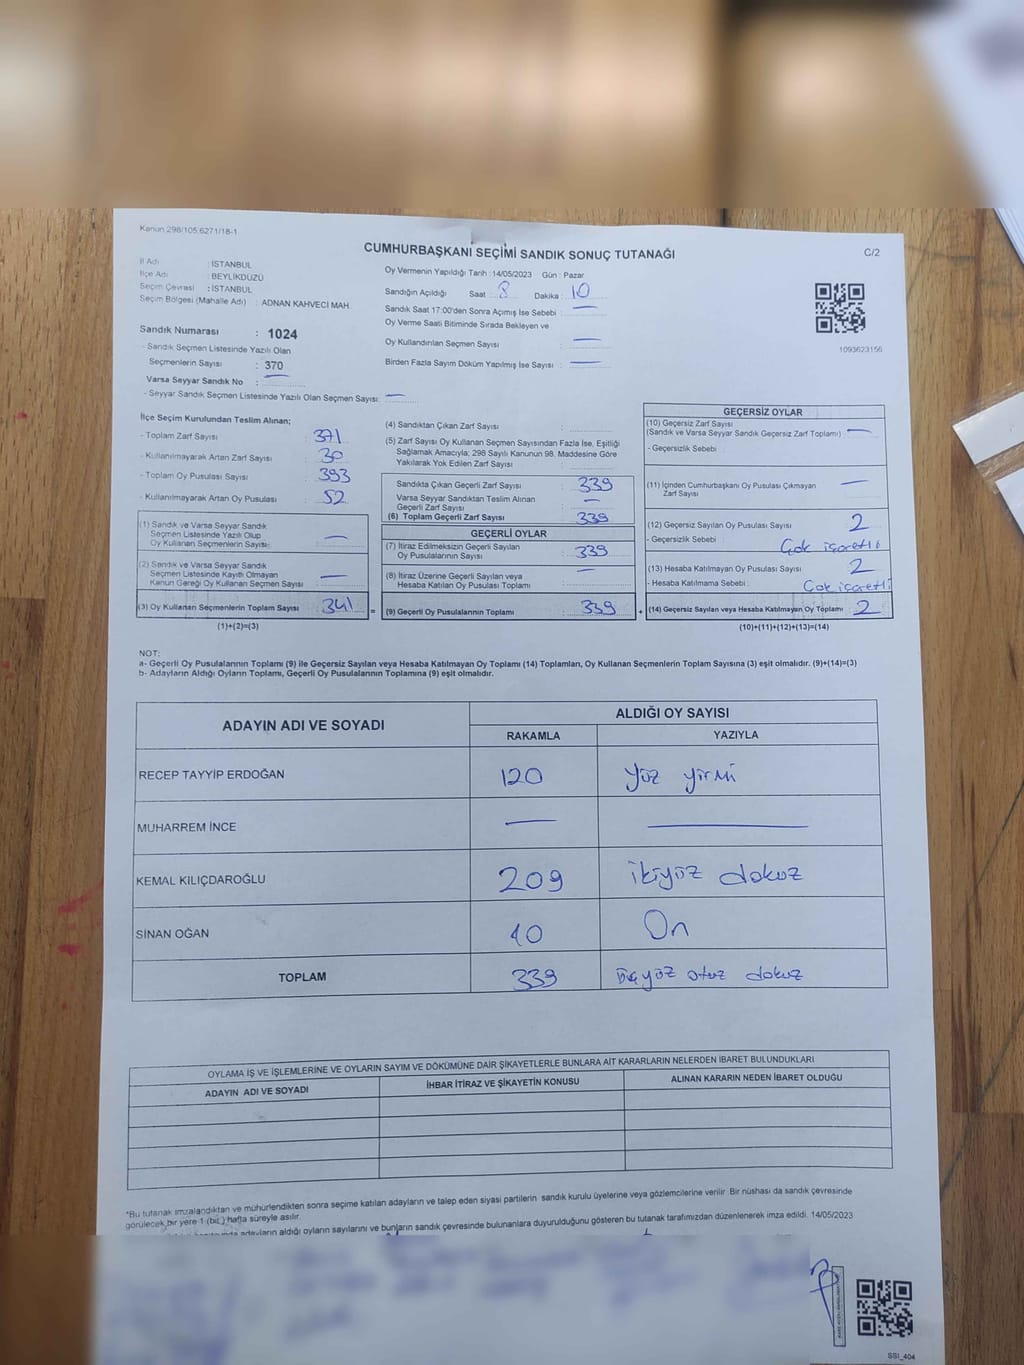 Kanun 298/105,6271/18-1
CUMHURBAŞKANI SEÇİMİ SANDIK SONUÇ TUTANAĞI
C/2
İl Adı : İSTANBUL
İlçe Adı : BEYLİKDÜZÜ
Seçim Çevresi : İSTANBUL
Seçim Bölgesi (Mahalle Adı) : ADNAN KAHVECİ MAH.
Sandık Numarası : 1024
- Sandık Seçmen Listesinde Yazılı Olan
Seçmenlerin Sayısı : 370
Varsa Seyyar Sandık No :
- Seyyar Sandık Seçmen Listesinde Yazılı Olan Seçmen Sayısı: —
Oy Vermenin Yapıldığı Tarih :14/05/2023 Gün : Pazar
Sandığın Açıldığı Saat : 8 Dakika : 10
Sandık Saat 17:00'den Sonra Açımış İse Sebebi : —
Oy Verme Saati Bitiminde Sırada Bekleyen ve
Oy Kullandırılan Seçmen Sayısı : —
Birden Fazla Sayım Döküm Yapılmış İse Sayısı : —
1093623156
İlçe Seçim Kurulundan Teslim Alınan;
- Toplam Zarf Sayısı : 371
- Kullanılmayarak Artan Zarf Sayısı : 30
- Toplam Oy Pusulası Sayısı : 393
- Kullanılmayarak Artan Oy Pusulası : 52
(1) Sandık ve Varsa Seyyar Sandık
Seçmen Listesinde Yazılı Olup
Oy Kullanan Seçmenlerin Sayısı: —
(2) Sandık ve Varsa Seyyar Sandık
Seçmen Listesinde Kayıtlı Olmayan
Kanun Gereği Oy Kullanan Seçmen Sayısı —
(3) Oy Kullanan Seçmenlerin Toplam Sayısı 341 =
(1)+(2)=(3)
(4) Sandıktan Çıkan Zarf Sayısı :
(5) Zarf Sayısı Oy Kullanan Seçmen Sayısından Fazla İse, Eşitliği
Sağlamak Amacıyla; 298 Sayılı Kanunun 98. Maddesine Göre
Yakılarak Yok Edilen Zarf Sayısı :
Sandıkta Çıkan Geçerli Zarf Sayısı : 339
Varsa Seyyar Sandıktan Teslim Alınan
Geçerli Zarf Sayısı : —
(6) Toplam Geçerli Zarf Sayısı : 339
GEÇERLİ OYLAR
(7) İtiraz Edilmeksizin Geçerli Sayılan
Oy Pusulalarının Sayısı : 339
(8) İtiraz Üzerine Geçerli Sayılan veya
Hesaba Katılan Oy Pusulası Toplamı : —
(9) Geçerli Oy Pusulalarının Toplamı : 339 +
GEÇERSİZ OYLAR
(10) Geçersiz Zarf Sayısı
(Sandık ve Varsa Seyyar Sandık Geçersiz Zarf Toplamı) : —
- Geçersizlik Sebebi :
(11) İçinden Cumhurbaşkanı Oy Pusulası Çıkmayan
Zarf Sayısı : —
(12) Geçersiz Sayılan Oy Pusulası Sayısı : 2
- Geçersizlik Sebebi : Çok işaretli
(13) Hesaba Katılmayan Oy Pusulası Sayısı : 2
- Hesaba Katılmama Sebebi : Çok işaretli
(14) Geçersiz Sayılan veya Hesaba Katılmayan Oy Toplamı : 2
(10)+(11)+(12)+(13)=(14)
NOT:
a- Geçerli Oy Pusulalarının Toplamı (9) ile Geçersiz Sayılan veya Hesaba Katılmayan Oy Toplamı (14) Toplamları, Oy Kullanan Seçmenlerin Toplam Sayısına (3) eşit olmalıdır. (9)+(14)=(3)
b- Adayların Aldığı Oyların Toplamı, Geçerli Oy Pusulalarının Toplamına (9) eşit olmalıdır.
ADAYIN ADI VE SOYADI
ALDIĞI OY SAYISI
RAKAMLA YAZIYLA
RECEP TAYYİP ERDOĞAN 120 yüz yirmi
MUHARREM İNCE — —
KEMAL KILIÇDAROĞLU 209 ikiyüz dokuz
SİNAN OĞAN 10 On
TOPLAM 339 üçyüz otuz dokuz
OYLAMA İŞ VE İŞLEMLERİNE VE OYLARIN SAYIM VE DÖKÜMÜNE DAİR ŞİKAYETLERLE BUNLARA AİT KARARLARIN NELERDEN İBARET BULUNDUKLARI
ADAYIN ADI VE SOYADI İHBAR İTİRAZ VE ŞİKAYETİN KONUSU ALINAN KARARIN NEDEN İBARET OLDUĞU
*Bu tutanak imzalandıktan ve mühürlendikten sonra seçime katılan adayların ve talep eden siyasi partilerin sandık kurulu üyelerine veya gözlemcilerine verilir. Bir nüshası da sandık çevresinde
görülecek bir yere 1 (bir) hafta süreyle asılır.
adayların aldığı oyların sayılarını ve bunların sandık çevresinde bulunanlara duyurulduğunu gösteren bu tutanak tarafımızdan düzenlenerek imza edildi. 14/05/2023
SSI_404